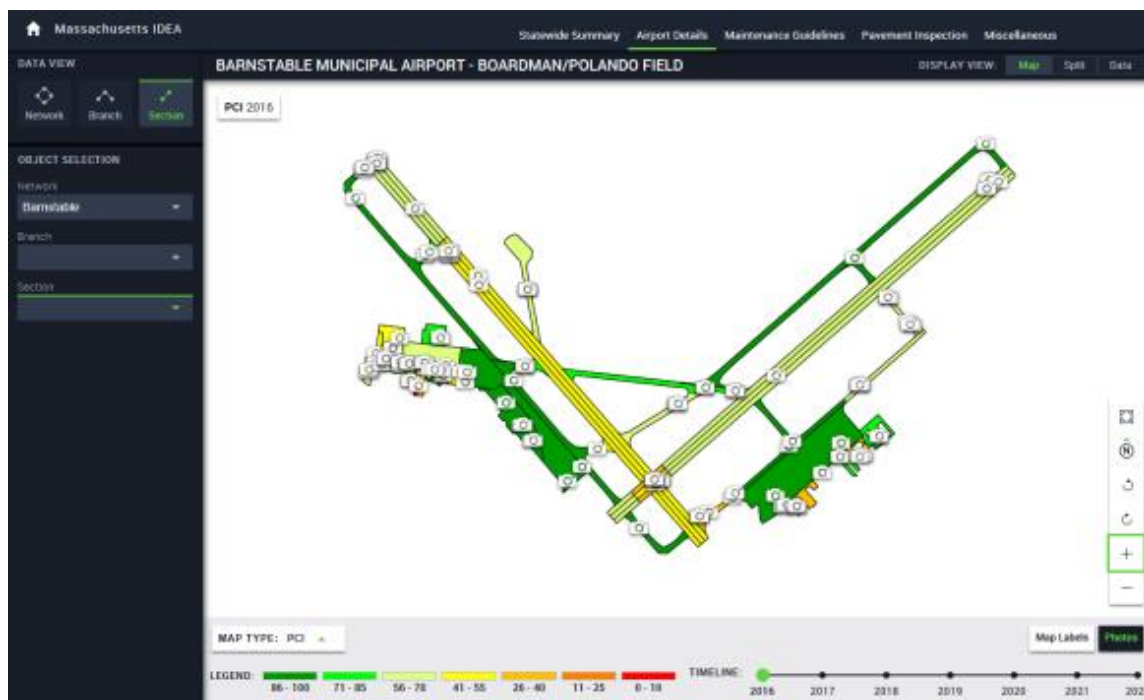 Massachusetts IDEA
Statewide Summary Airport Details Maintenance Guidelines Pavement Inspection Miscellaneous
DATA VIEW
BARNSTABLE MUNICIPAL AIRPORT - BOARDMAN/POLANDO FIELD
DISPLAY VIEW: Map Split Data
Network Branch Section
PCI 2016
OBJECT SELECTION
Network
Barnstable
Branch
Section
N
MAP TYPE: PCI
Map Labels Photos
LEGEND:
86 - 100 71 - 85 56 - 70 41 - 55 26 - 40 11 - 25 0 - 10
TIMELINE:
2016 2017 2018 2019 2020 2021